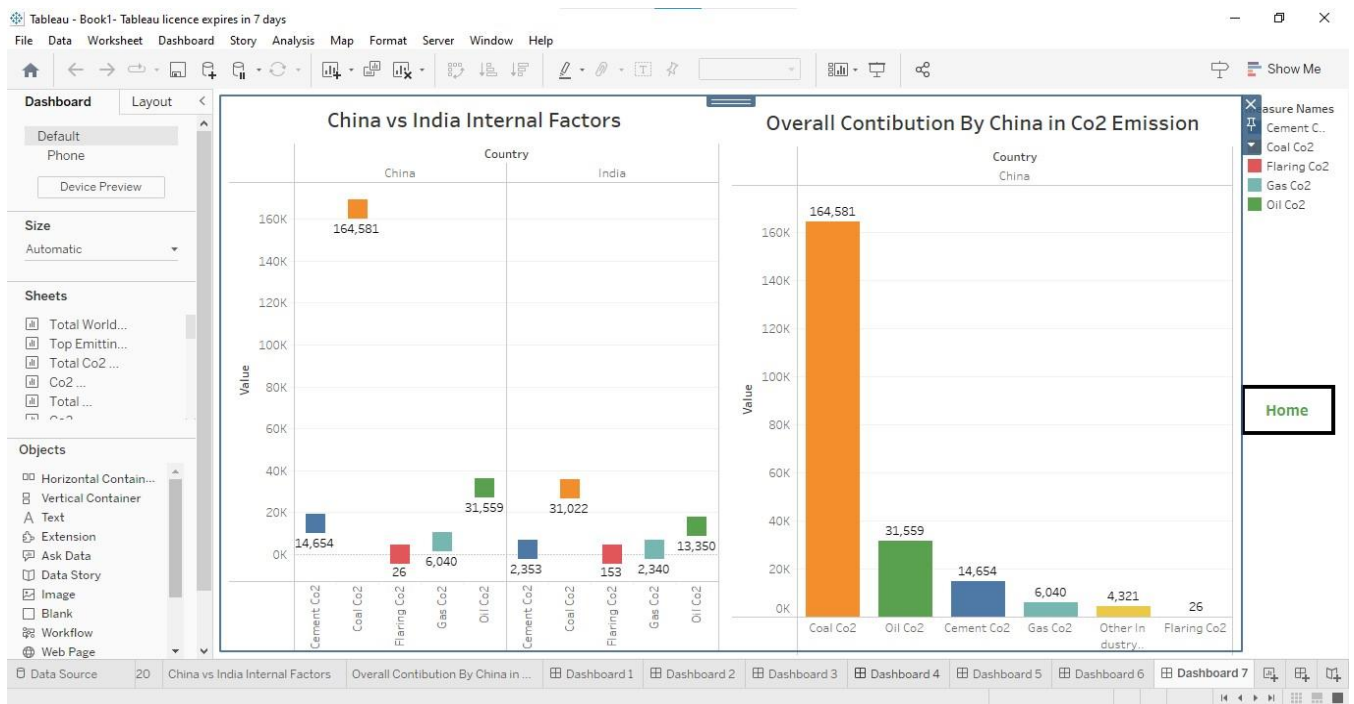 Tableau - Book1- Tableau licence expires in 7 days
File Data Worksheet Dashboard Story Analysis Map Format Server Window Help
Show Me
Dashboard Layout
Default
Phone
Device Preview
Size
Automatic
Sheets
Total World...
Top Emittin...
Total Co2 ...
Co2 ...
Total ...
Objects
Horizontal Contain...
Vertical Container
Text
Extension
Ask Data
Data Story
Image
Blank
Workflow
Web Page
China vs India Internal Factors
Country
China India
Value
160K
140K
120K
100K
80K
60K
40K
20K
0K
164,581
14,654
26
6,040
31,559
31,022
2,353
153
2,340
13,350
Cement Co2
Coal Co2
Flaring Co2
Gas Co2
Oil Co2
Cement Co2
Coal Co2
Flaring Co2
Gas Co2
Oil Co2
Overall Contibution By China in Co2 Emission
Country
China
Value
160K
140K
120K
100K
80K
60K
40K
20K
0K
164,581
31,559
14,654
6,040
4,321
26
Coal Co2 Oil Co2 Cement Co2 Gas Co2 Other In Flaring Co2
dustry..
Names
Cement C..
Coal Co2
Flaring Co2
Gas Co2
Oil Co2
Home
Data Source 20 China vs India Internal Factors Overall Contibution By China in ... Dashboard 1 Dashboard 2 Dashboard 3 Dashboard 4 Dashboard 5 Dashboard 6 Dashboard 7